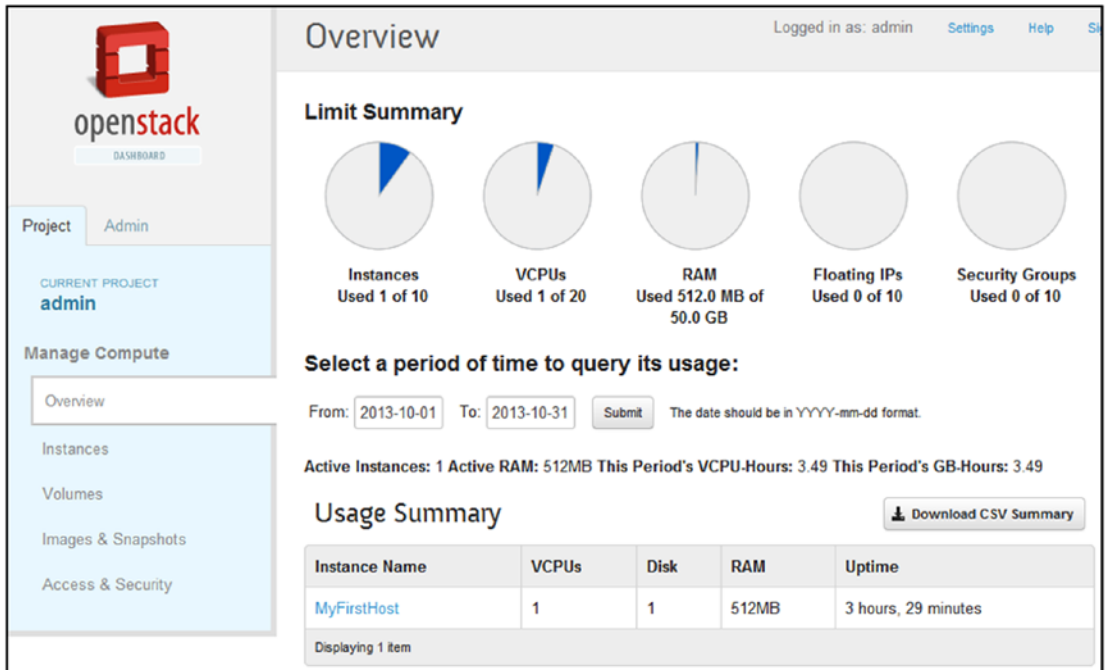 openstack
DASHBOARD
Project Admin
CURRENT PROJECT
admin
Manage Compute
Overview
Instances
Volumes
Images & Snapshots
Access & Security
Overview
Logged in as: admin Settings Help
Limit Summary
Instances
Used 1 of 10
VCPUs
Used 1 of 20
RAM
Used 512.0 MB of
50.0 GB
Floating IPs
Used 0 of 10
Security Groups
Used 0 of 10
Select a period of time to query its usage:
From: 2013-10-01 To: 2013-10-31 Submit The date should be in YYYY-mm-dd format.
Active Instances: 1 Active RAM: 512MB This Period's VCPU-Hours: 3.49 This Period's GB-Hours: 3.49
Usage Summary
Download CSV Summary
Instance Name VCPUs Disk RAM Uptime
MyFirstHost 1 1 512MB 3 hours, 29 minutes
Displaying 1 item